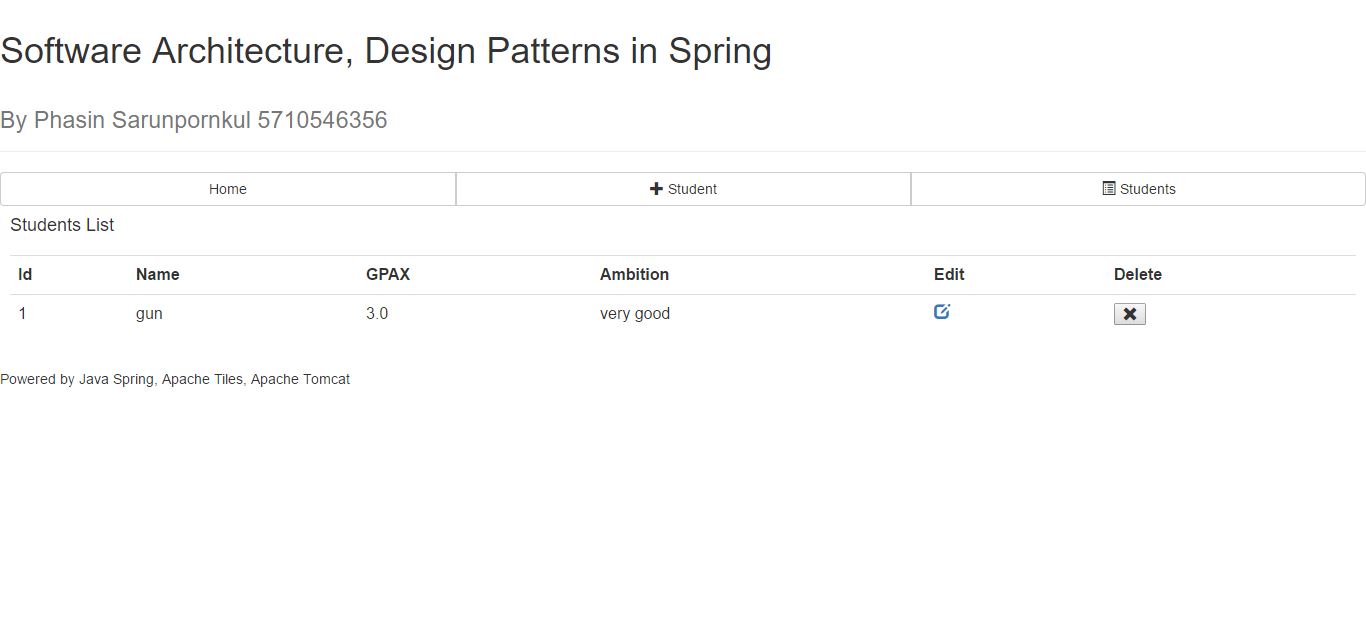 Software Architecture, Design Patterns in Spring
By Phasin Sarunpornkul 5710546356
Home Student Students
Students List
Id Name GPAX Ambition Edit Delete
1 gun 3.0 very good
Powered by Java Spring, Apache Tiles, Apache Tomcat